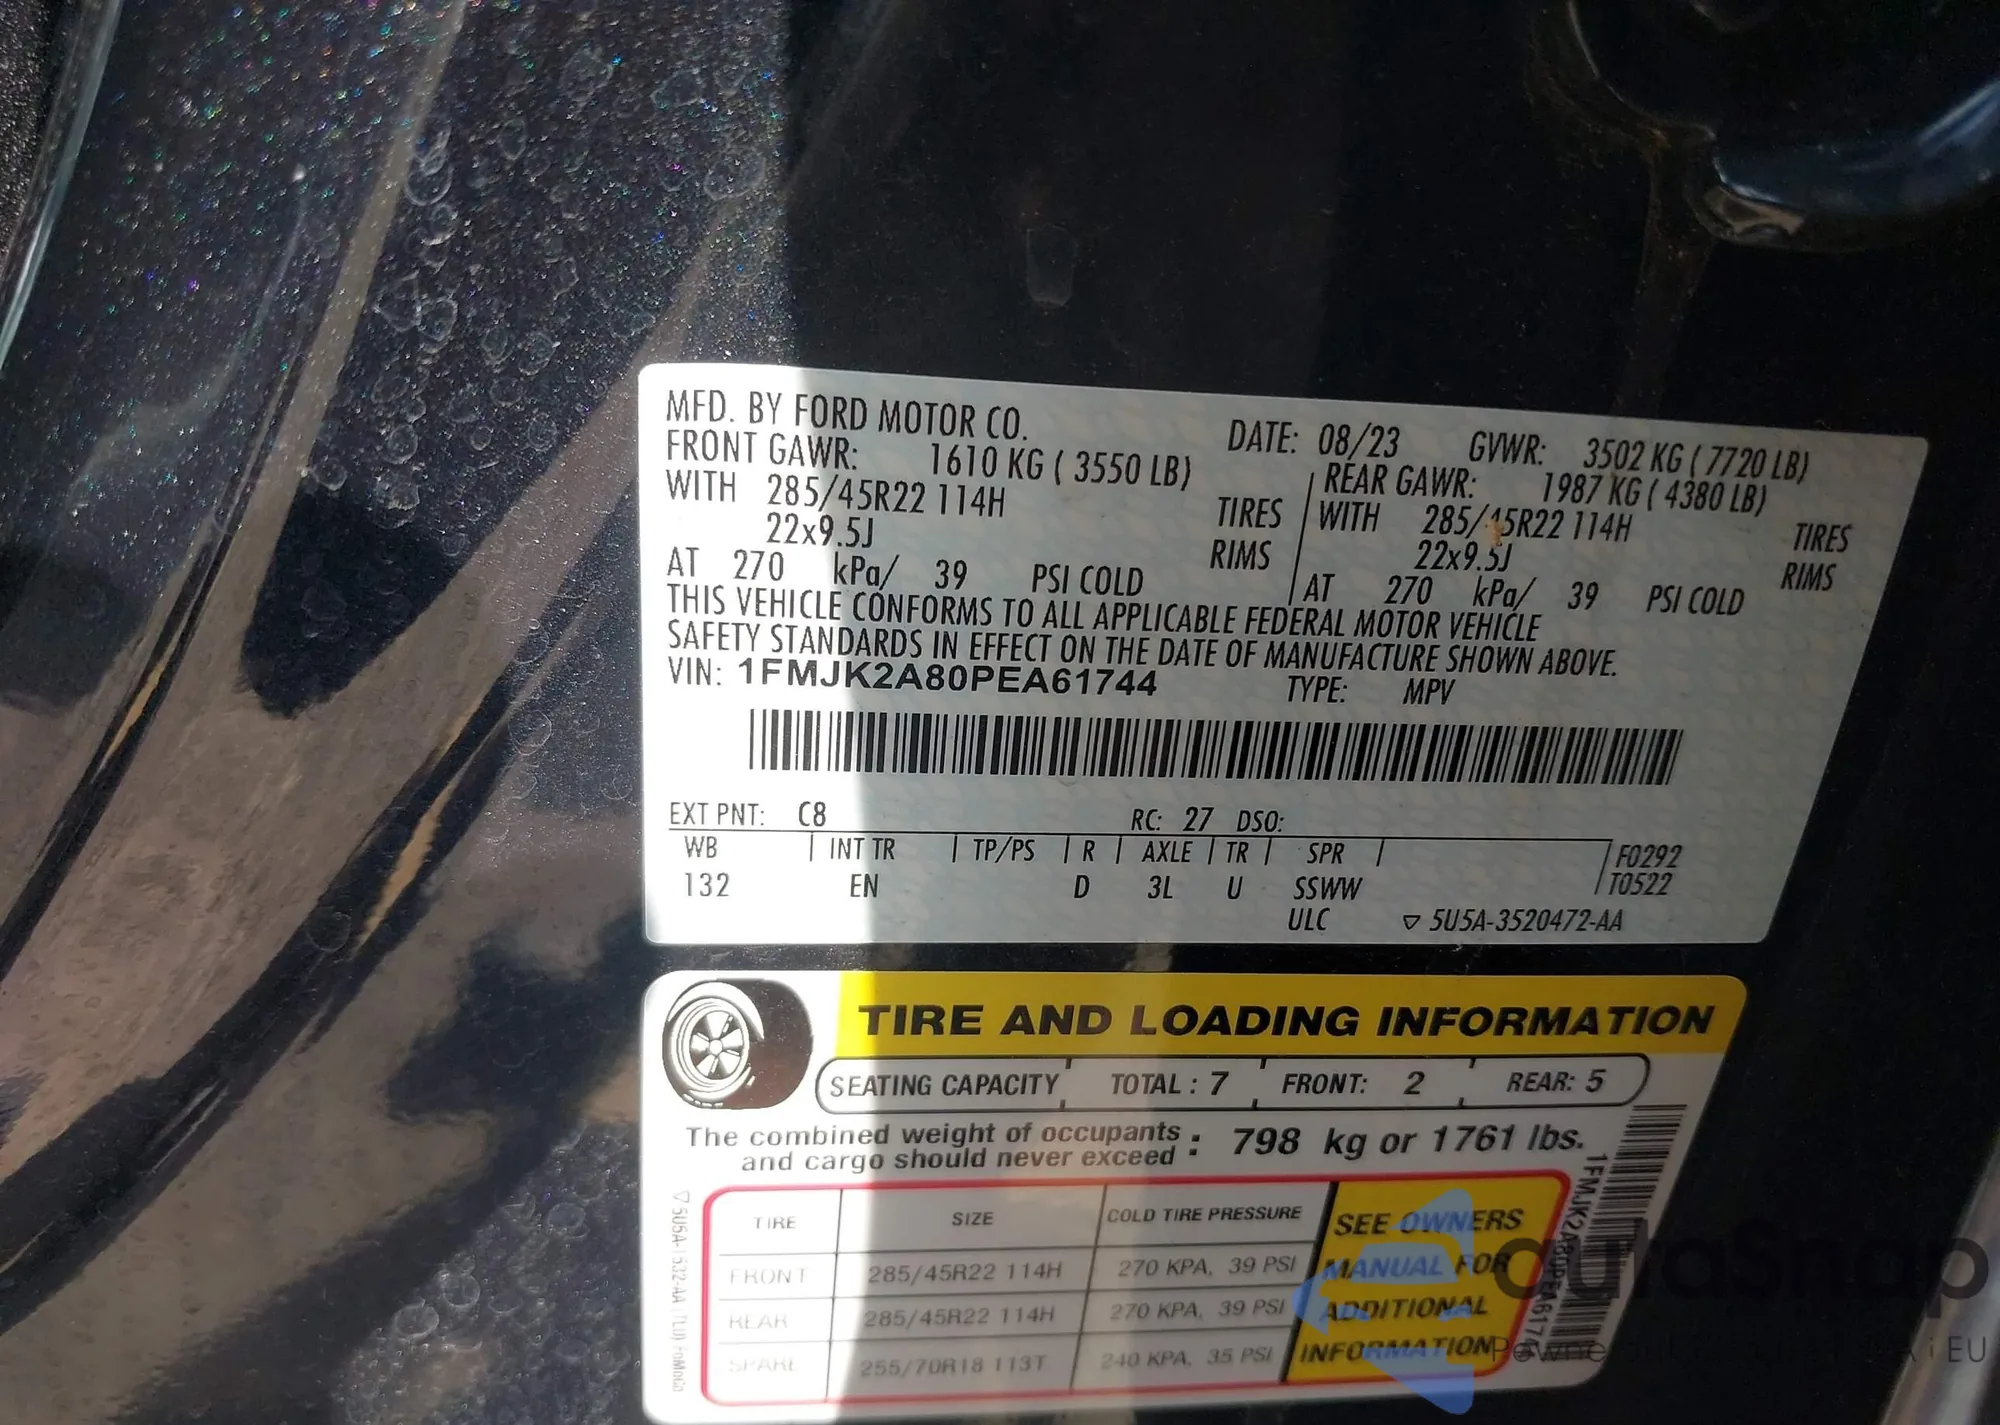 MFD. BY FORD MOTOR CO.
DATE: 08/23 GVWR: 3502 KG ( 7720 LB)
FRONT GAWR: 1610 KG ( 3550 LB) REAR GAWR: 1987 KG ( 4380 LB)
WITH 285/45R22 114H TIRES WITH 285/45R22 114H TIRES
22x9.5J RIMS 22x9.5J RIMS
AT 270 kPa/ 39 PSI COLD AT 270 kPa/ 39 PSI COLD
THIS VEHICLE CONFORMS TO ALL APPLICABLE FEDERAL MOTOR VEHICLE
SAFETY STANDARDS IN EFFECT ON THE DATE OF MANUFACTURE SHOWN ABOVE.
VIN: 1FMJK2A80PEA61744 TYPE: MPV
EXT PNT: C8 RC: 27 DSO:
WB INT TR TP/PS R AXLE TR SPR F0292
132 EN D 3L U SSWW T0522
ULC ▽ 5U5A-3520472-AA
TIRE AND LOADING INFORMATION
SEATING CAPACITY TOTAL : 7 FRONT: 2 REAR: 5
The combined weight of occupants
and cargo should never exceed : 798 kg or 1761 lbs.
TIRE SIZE COLD TIRE PRESSURE
FRONT 285/45R22 114H 270 KPA, 39 PSI
REAR 285/45R22 114H 270 KPA, 39 PSI
SPARE 255/70R18 113T 240 KPA, 35 PSI
SEE OWNERS
MANUAL FOR
ADDITIONAL
INFORMATION
▽5U5A-1532-AA (TLU) FoMoCo
autoSnap